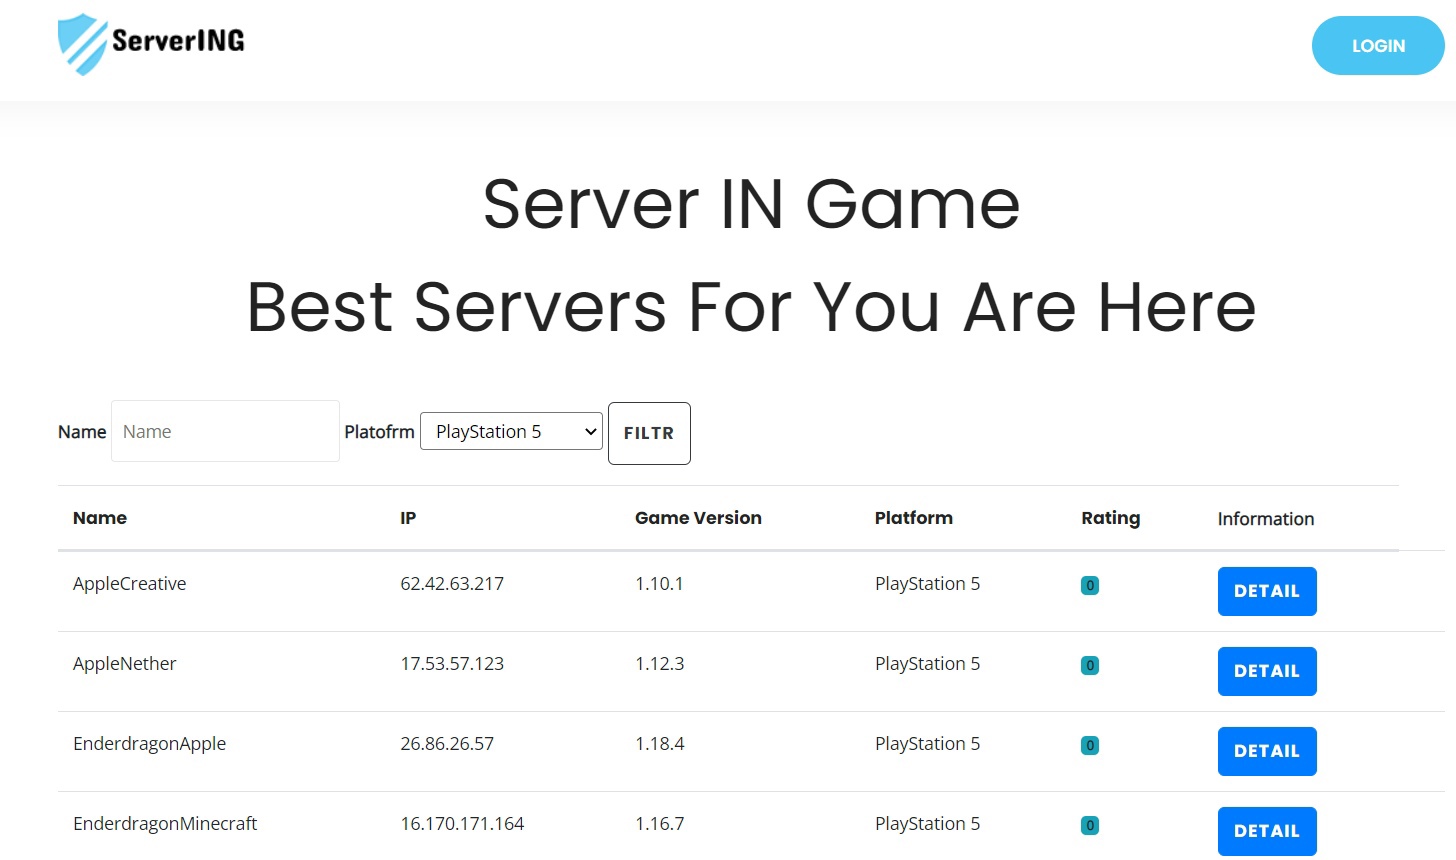 ServerING
LOGIN
Server IN Game
Best Servers For You Are Here
Name Name Platofrm PlayStation 5 FILTR
Name IP Game Version Platform Rating Information
AppleCreative 62.42.63.217 1.10.1 PlayStation 5 0 DETAIL
AppleNether 17.53.57.123 1.12.3 PlayStation 5 0 DETAIL
EnderdragonApple 26.86.26.57 1.18.4 PlayStation 5 0 DETAIL
EnderdragonMinecraft 16.170.171.164 1.16.7 PlayStation 5 0 DETAIL